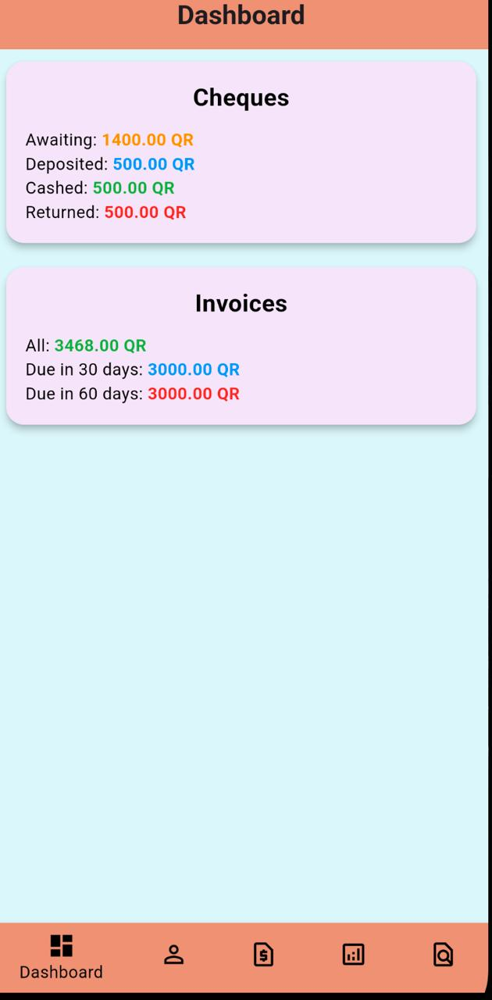 Dashboard
Cheques
Awaiting: 1400.00 QR
Deposited: 500.00 QR
Cashed: 500.00 QR
Returned: 500.00 QR
Invoices
All: 3468.00 QR
Due in 30 days: 3000.00 QR
Due in 60 days: 3000.00 QR
Dashboard